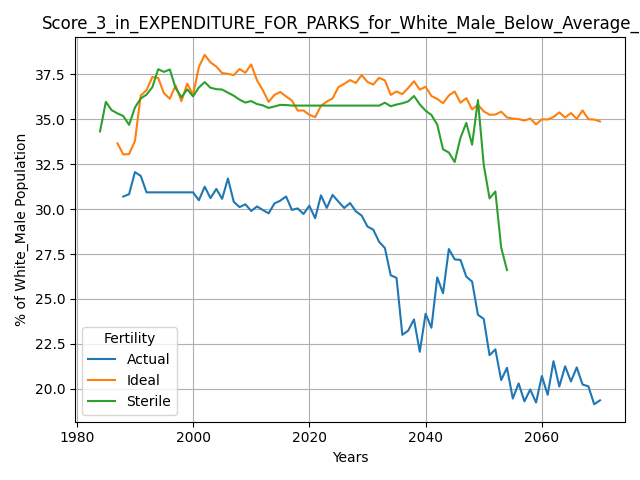 Score_3_in_EXPENDITURE_FOR_PARKS_for_White_Male_Below_Average_
% of White_Male Population
37.5
35.0
32.5
30.0
27.5
25.0
22.5
20.0
Fertility
Actual
Ideal
Sterile
1980
2000
2020
2040
2060
Years